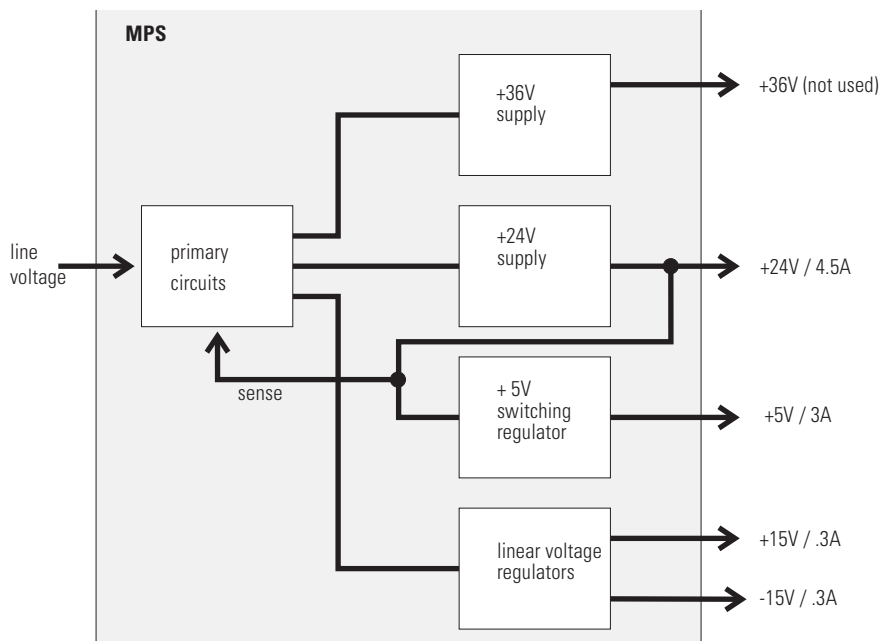 MPS
+36V
supply
+36V (not used)
line
voltage
primary
circuits
+24V
supply
+24V / 4.5A
sense
+ 5V
switching
regulator
+5V / 3A
linear voltage
regulators
+15V / .3A
-15V / .3A